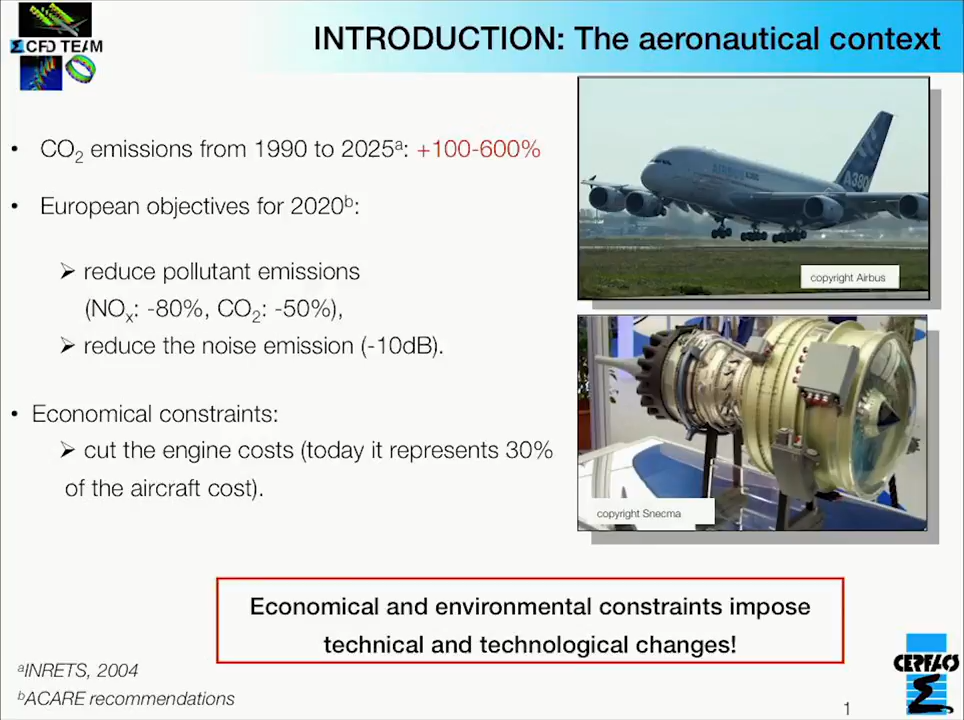 CFD TEAM
INTRODUCTION: The aeronautical context
• CO₂ emissions from 1990 to 2025ᵃ: +100-600%
• European objectives for 2020ᵇ:
➢ reduce pollutant emissions
(NOₓ: -80%, CO₂: -50%),
➢ reduce the noise emission (-10dB).
• Economical constraints:
➢ cut the engine costs (today it represents 30%
of the aircraft cost).
AIRBUS A380
A380
copyright Airbus
copyright Snecma
Economical and environmental constraints impose
technical and technological changes!
ᵃINRETS, 2004
ᵇACARE recommendations
CERFACS
1